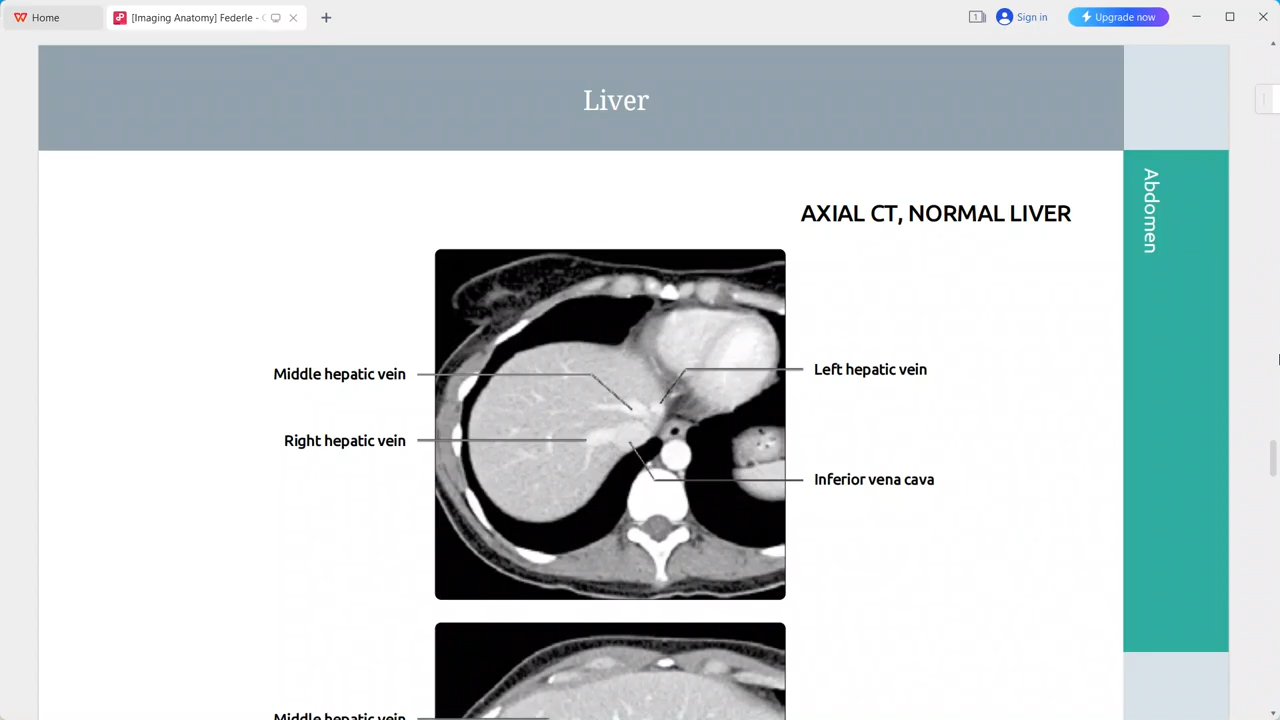 Home
[Imaging Anatomy] Federle -
1
Sign in
Upgrade now
Liver
Abdomen
AXIAL CT, NORMAL LIVER
Middle hepatic vein
Left hepatic vein
Right hepatic vein
Inferior vena cava
Middle hepatic vein